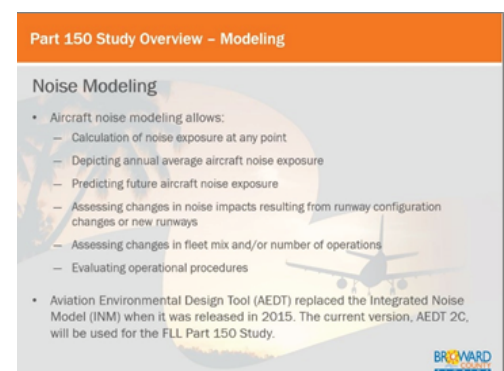 Part 150 Study Overview – Modeling
Noise Modeling
• Aircraft noise modeling allows:
— Calculation of noise exposure at any point
— Depicting annual average aircraft noise exposure
— Predicting future aircraft noise exposure
— Assessing changes in noise impacts resulting from runway configuration
changes or new runways
— Assessing changes in fleet mix and/or number of operations
— Evaluating operational procedures
• Aviation Environmental Design Tool (AEDT) replaced the Integrated Noise
Model (INM) when it was released in 2015. The current version, AEDT 2C,
will be used for the FLL Part 150 Study.
BROWARD
COUNTY